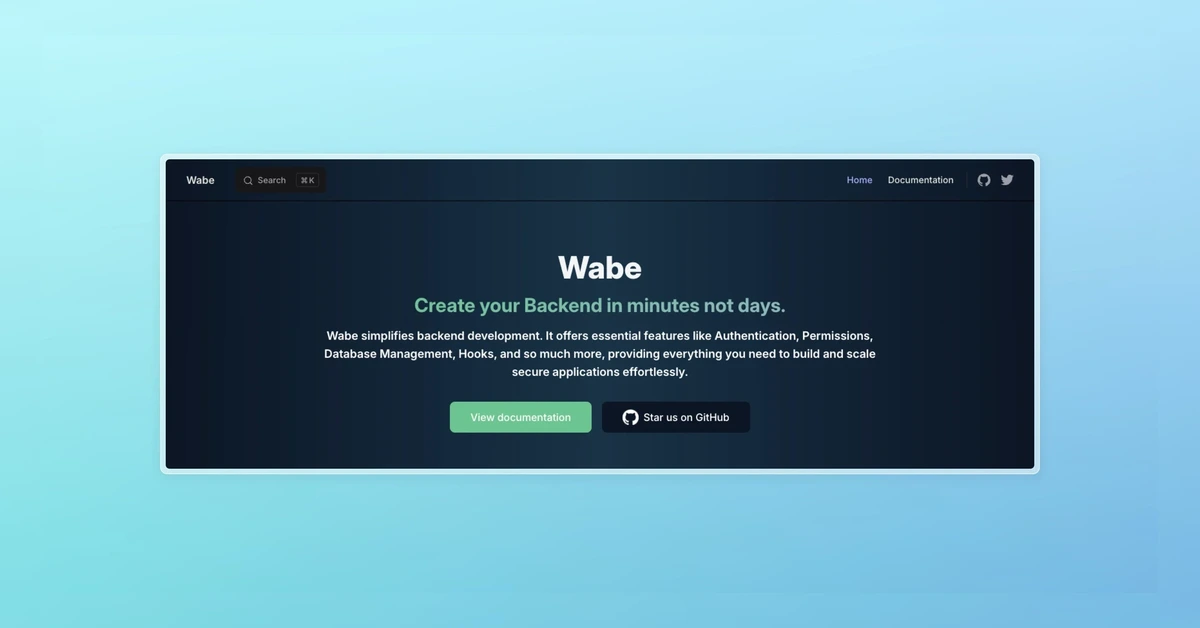 Wabe
Search ⌘ K
Home
Documentation
Wabe
Create your Backend in minutes not days.
Wabe simplifies backend development. It offers essential features like Authentication, Permissions,
Database Management, Hooks, and so much more, providing everything you need to build and scale
secure applications effortlessly.
View documentation
Star us on GitHub